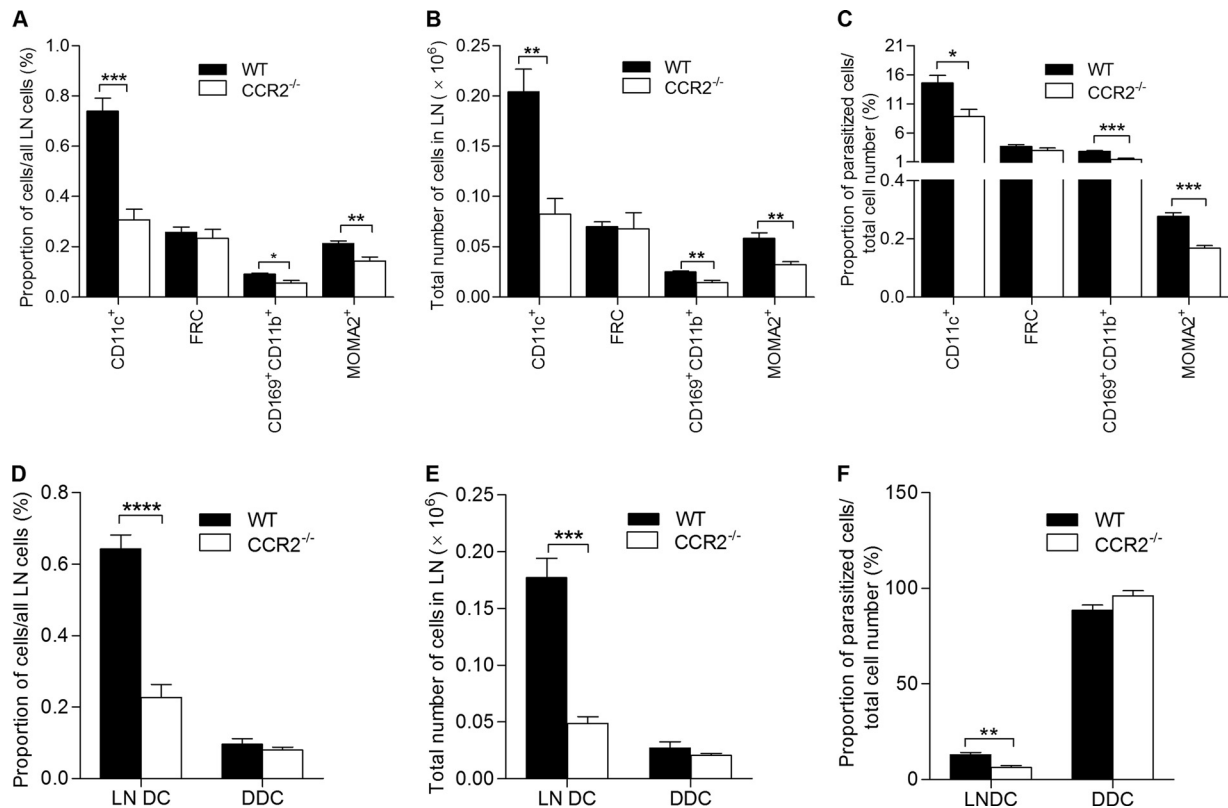 A
Proportion of cells/all LN cells (%)
1.0
0.8
0.6
0.4
0.2
0.0
WT
CCR2-/-
***
*
**
CD11c+
FRC
CD169+ CD11b+
MOMA2+
B
Total number of cells in LN ( × 10⁶)
0.25
0.20
0.15
0.10
0.05
0.00
WT
CCR2-/-
**
**
**
CD11c+
FRC
CD169+ CD11b+
MOMA2+
C
Proportion of parasitized cells/
total cell number (%)
21
16
11
6
1
0.4
0.2
0.0
WT
CCR2-/-
*
***
***
CD11c+
FRC
CD169+ CD11b+
MOMA2+
D
Proportion of cells/all LN cells (%)
0.8
0.6
0.4
0.2
0.0
WT
CCR2-/-
****
LN DC
DDC
E
Total number of cells in LN ( × 10⁶)
0.25
0.20
0.15
0.10
0.05
0.00
WT
CCR2-/-
***
LN DC
DDC
F
Proportion of parasitized cells/
total cell number (%)
150
100
50
0
WT
CCR2-/-
**
LNDC
DDC